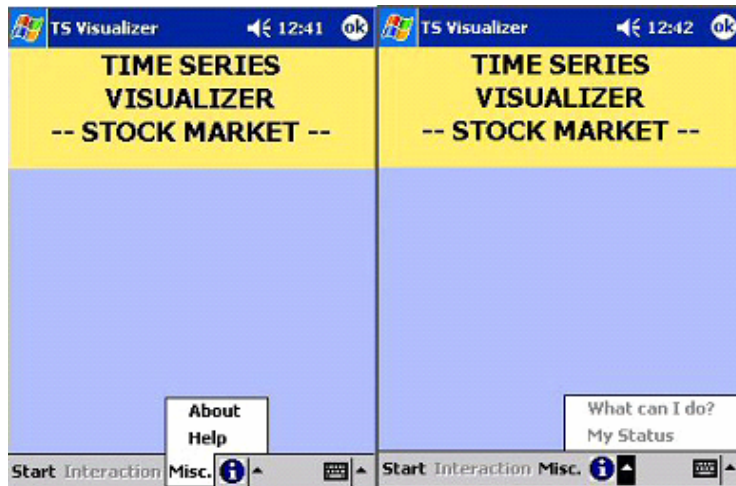 TS Visualizer 12:41 ok
TIME SERIES
VISUALIZER
-- STOCK MARKET --
About
Help
Start Interaction Misc.
TS Visualizer 12:42 ok
TIME SERIES
VISUALIZER
-- STOCK MARKET --
What can I do?
My Status
Start Interaction Misc.